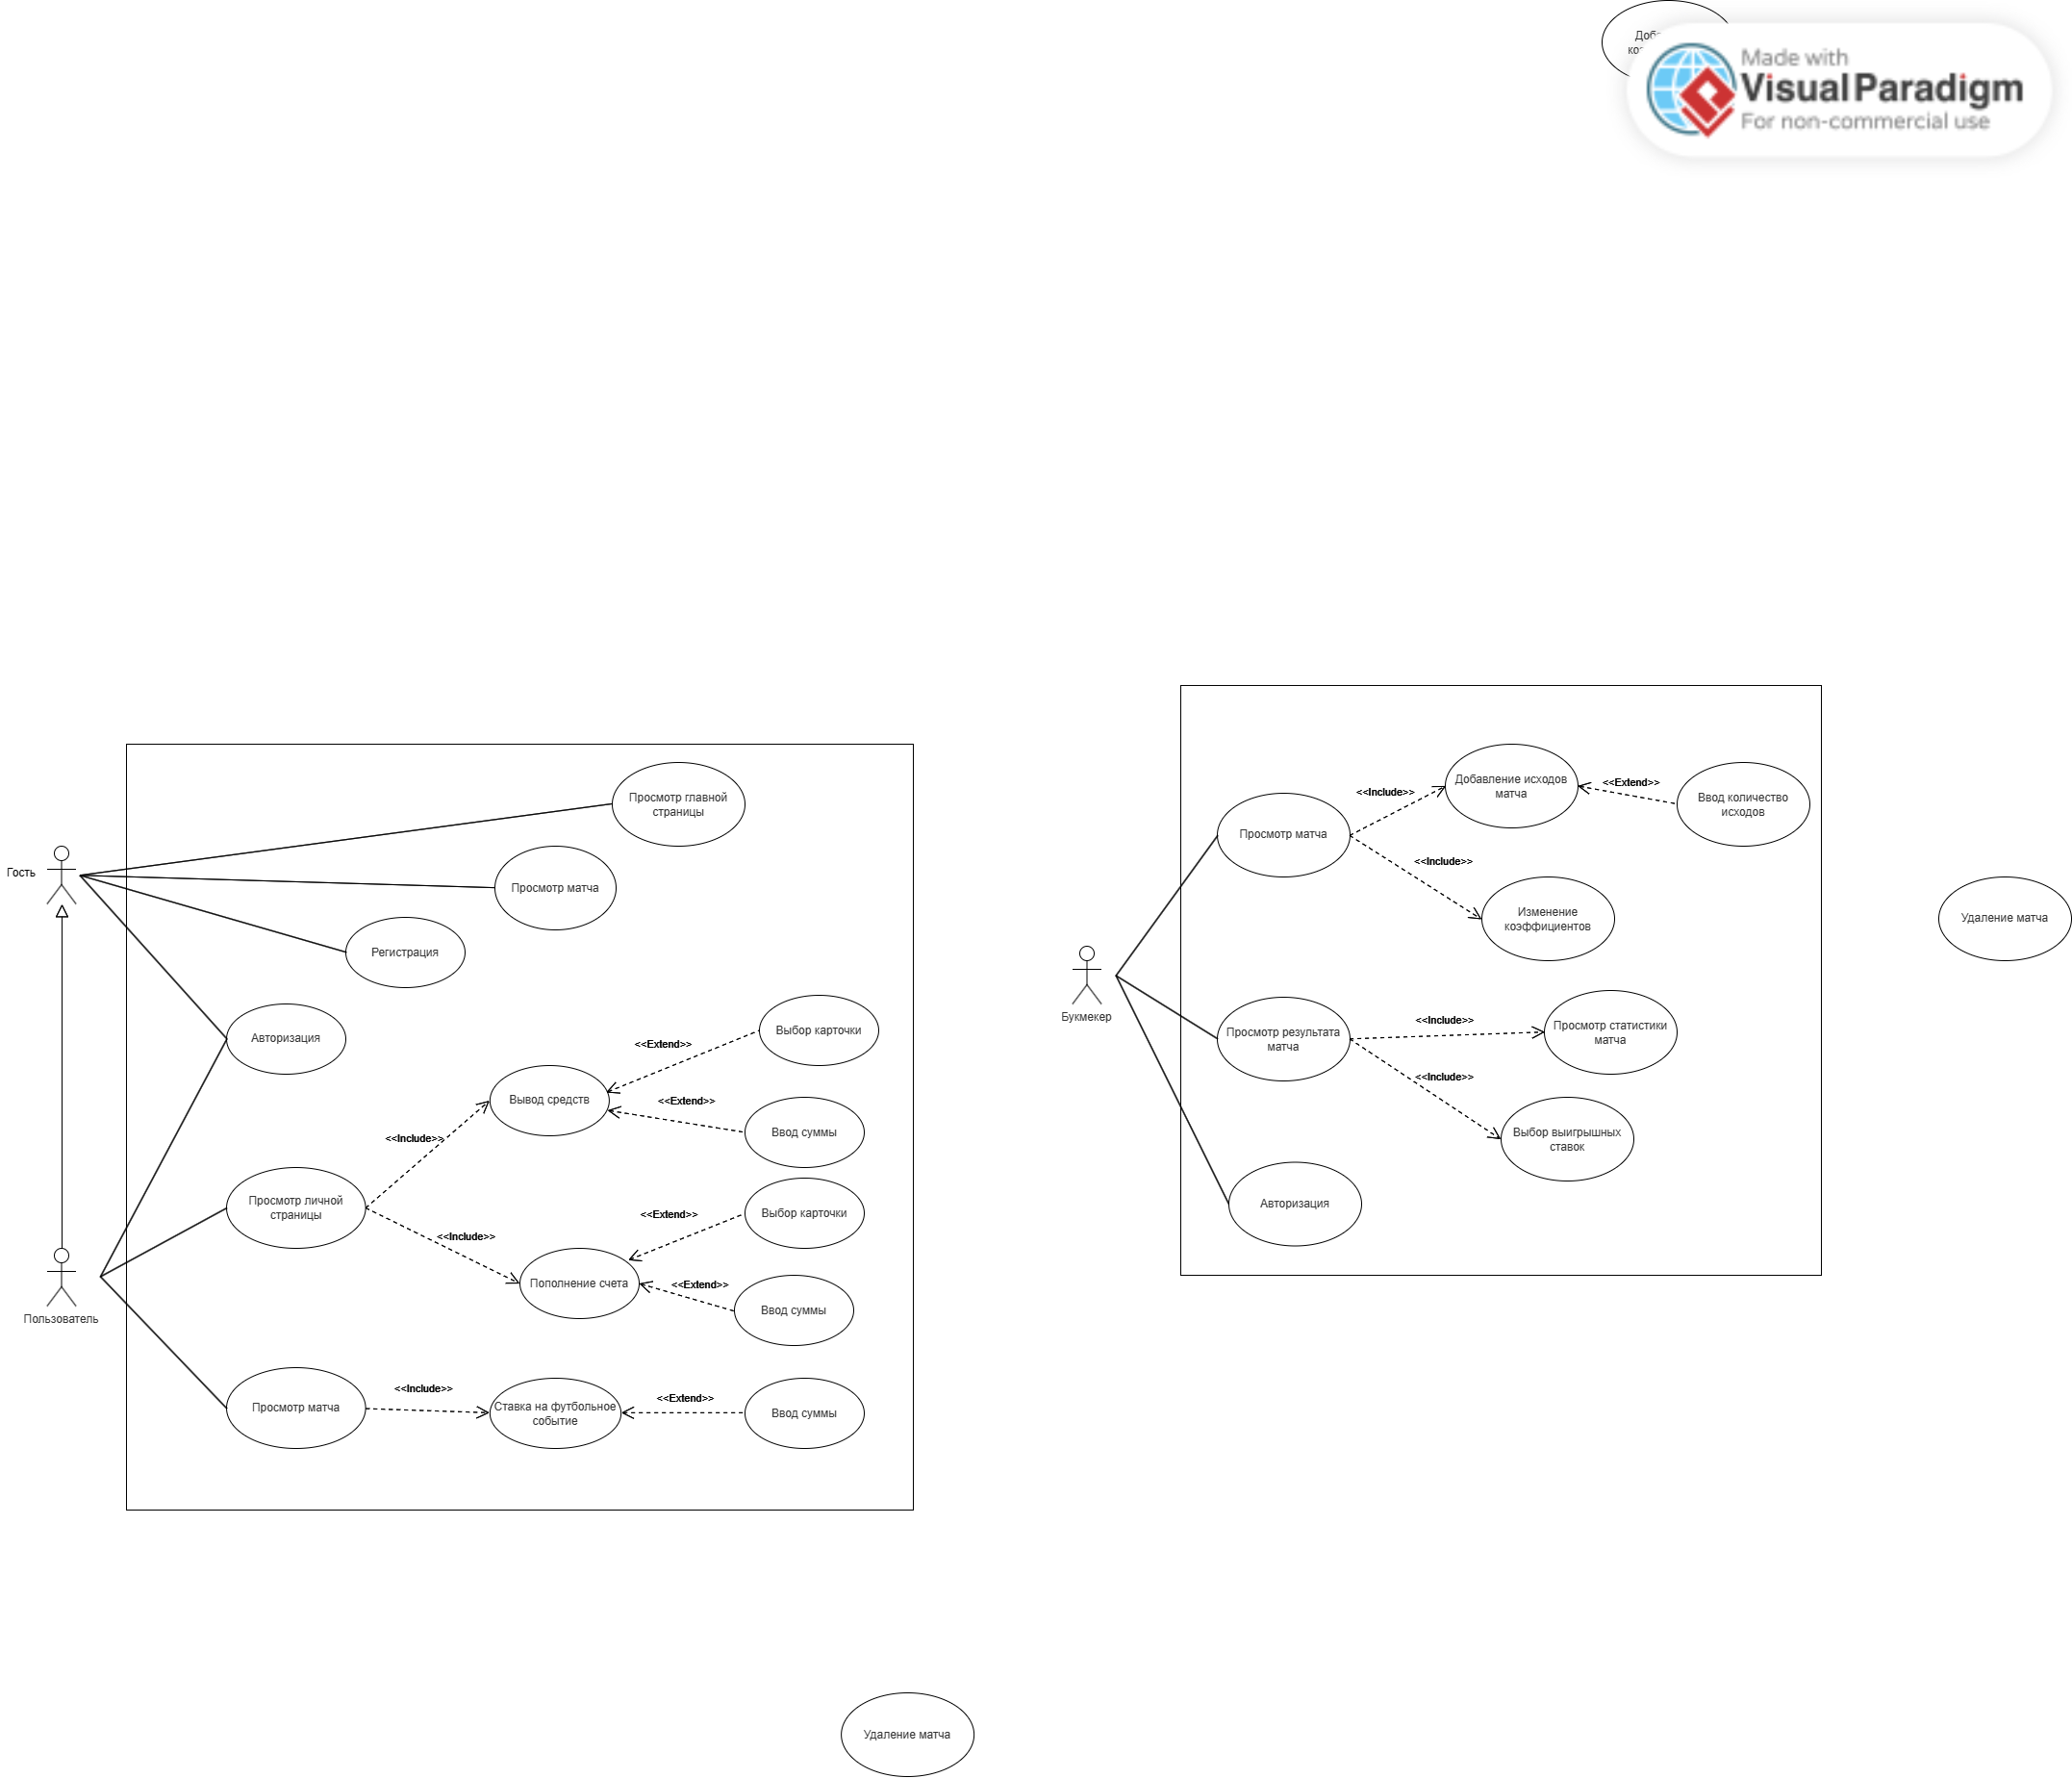 Made with
Visual Paradigm
For non-commercial use
Просмотр главной
страницы
Гость
Просмотр матча
Регистрация
Авторизация
<<Extend>>
Выбор карточки
Вывод средств
<<Extend>>
Ввод суммы
<<Include>>
Просмотр личной
страницы
<<Include>>
<<Extend>>
Выбор карточки
Пополнение счета
<<Extend>>
Ввод суммы
Пользователь
Просмотр матча
<<Include>>
Ставка на футбольное
событие
<<Extend>>
Ввод суммы
Добавление исходов
матча
<<Extend>>
Ввод количество
исходов
<<Include>>
Просмотр матча
<<Include>>
Изменение
коэффициентов
Удаление матча
Букмекер
Просмотр результата
матча
<<Include>>
Просмотр статистики
матча
<<Include>>
Выбор выигрышных
ставок
Авторизация
Удаление матча